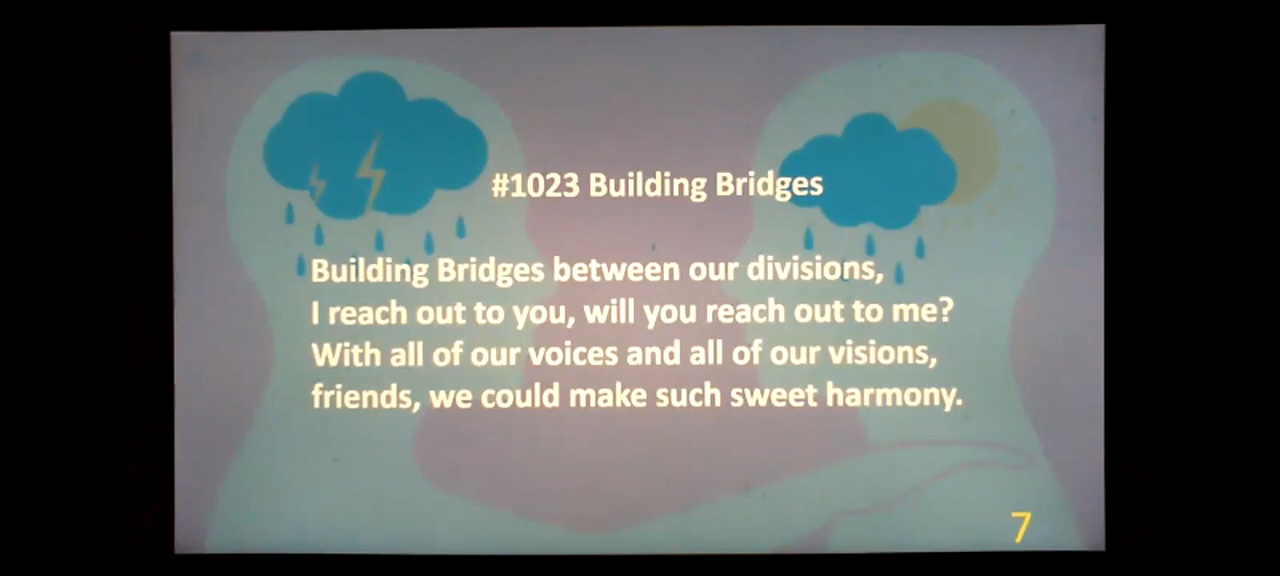 #1023 Building Bridges
Building Bridges between our divisions,
I reach out to you, will you reach out to me?
With all of our voices and all of our visions,
friends, we could make such sweet harmony.
7